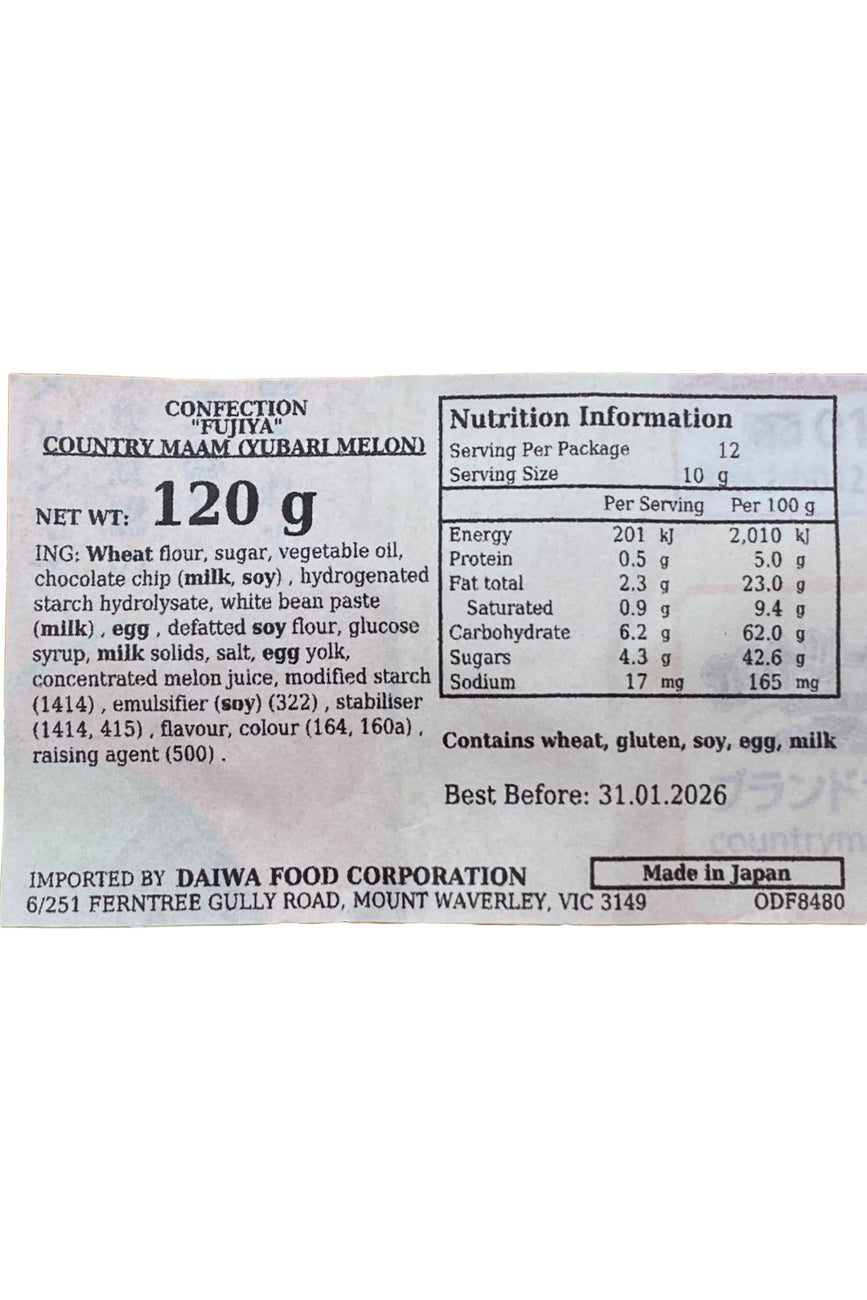 CONFECTION
"FUJIYA"
COUNTRY MAAM (YUBARI MELON)
NET WT: 120 g
ING: Wheat flour, sugar, vegetable oil,
chocolate chip (milk, soy) , hydrogenated
starch hydrolysate, white bean paste
(milk) , egg , defatted soy flour, glucose
syrup, milk solids, salt, egg yolk,
concentrated melon juice, modified starch
(1414) , emulsifier (soy) (322) , stabiliser
(1414, 415) , flavour, colour (164, 160a) ,
raising agent (500) .
Nutrition Information
Serving Per Package 12
Serving Size 10 g
Per Serving Per 100 g
Energy 201 kJ 2,010 kJ
Protein 0.5 g 5.0 g
Fat total 2.3 g 23.0 g
Saturated 0.9 g 9.4 g
Carbohydrate 6.2 g 62.0 g
Sugars 4.3 g 42.6 g
Sodium 17 mg 165 mg
Contains wheat, gluten, soy, egg, milk
Best Before: 31.01.2026
ブランド
countrym
IMPORTED BY DAIWA FOOD CORPORATION
Made in Japan
6/251 FERNTREE GULLY ROAD, MOUNT WAVERLEY, VIC 3149 ODF8480